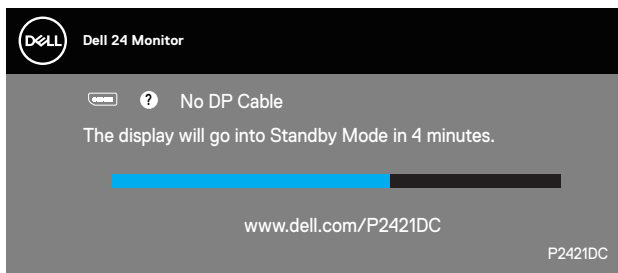 DELL
Dell 24 Monitor
? No DP Cable
The display will go into Standby Mode in 4 minutes.
www.dell.com/P2421DC
P2421DC